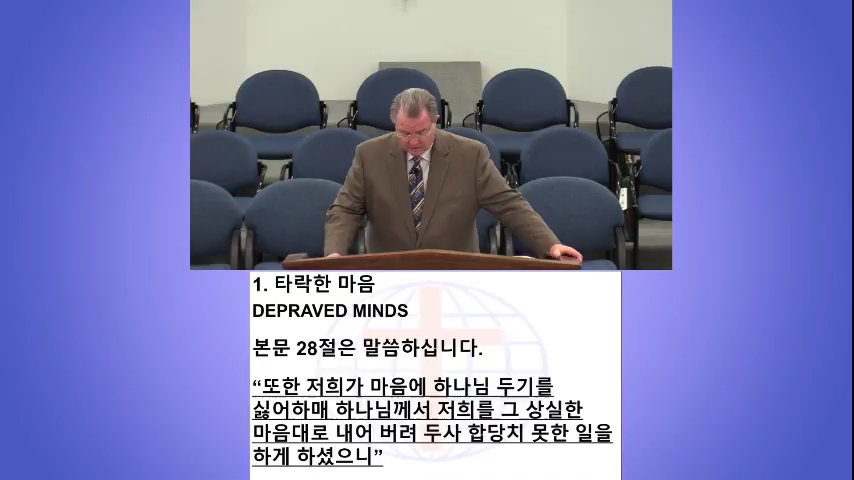 1. 타락한 마음
DEPRAVED MINDS
본문 28절은 말씀하십니다.
“또한 저희가 마음에 하나님 두기를
싫어하매 하나님께서 저희를 그 상실한
마음대로 내어 버려 두사 합당치 못한 일을
하게 하셨으니”